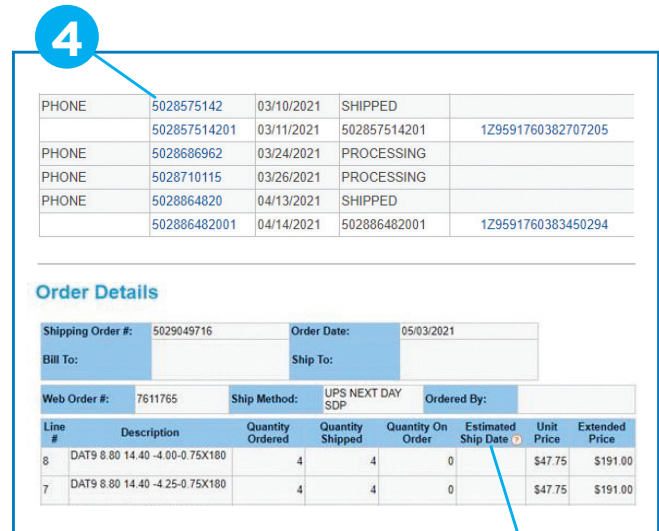 4
PHONE 5028575142 03/10/2021 SHIPPED
502857514201 03/11/2021 502857514201 1Z9591760382707205
PHONE 5028686962 03/24/2021 PROCESSING
PHONE 5028710115 03/26/2021 PROCESSING
PHONE 5028864820 04/13/2021 SHIPPED
502886482001 04/14/2021 502886482001 1Z9591760383450294
Order Details
Shipping Order #: 5029049716 Order Date: 05/03/2021
Bill To: Ship To:
Web Order #: 7611765 Ship Method: UPS NEXT DAY SDP Ordered By:
Line # Description Quantity Ordered Quantity Shipped Quantity On Order Estimated Ship Date ? Unit Price Extended Price
8 DAT9 8.80 14.40 -4.00-0.75X180 4 4 0 $47.75 $191.00
7 DAT9 8.80 14.40 -4.25-0.75X180 4 4 0 $47.75 $191.00